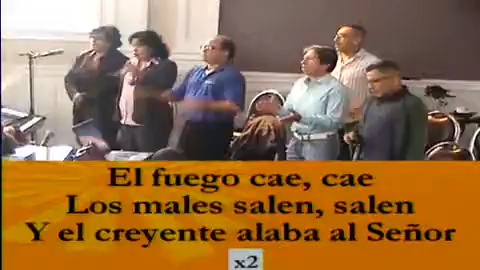 El fuego cae, cae
Los males salen, salen
Y el creyente alaba al Señor
x2